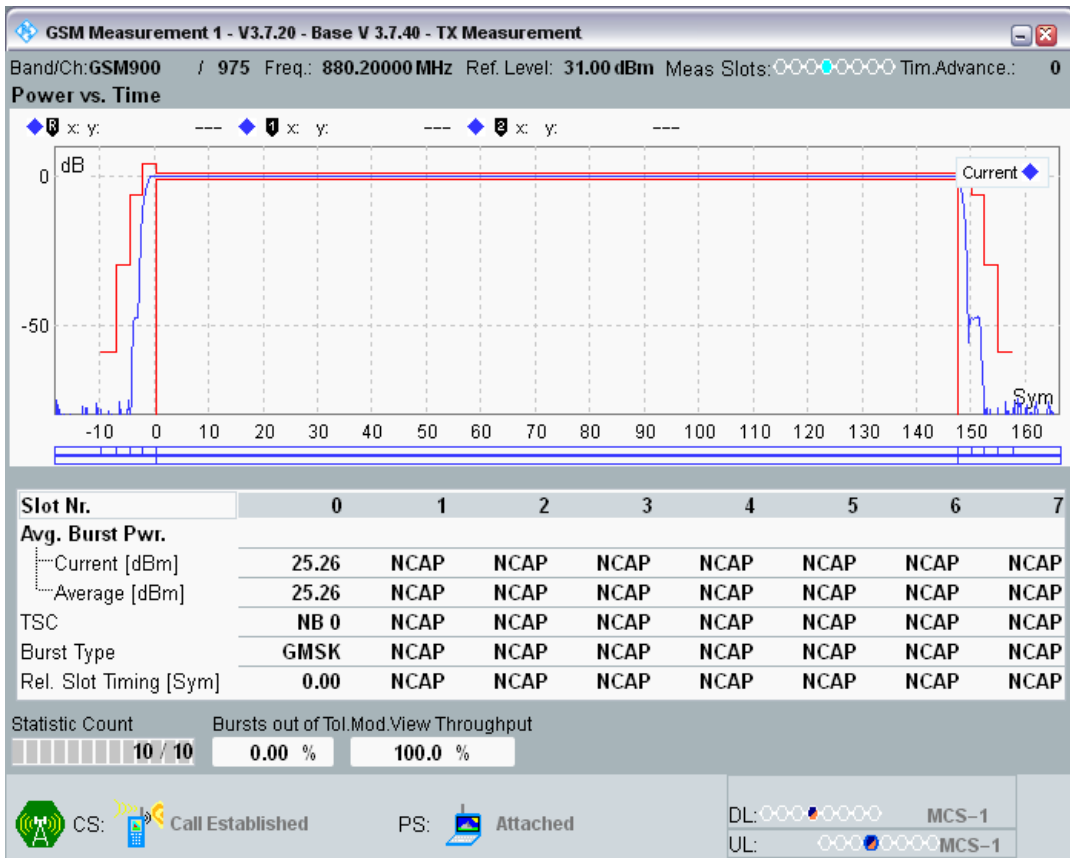 GSM Measurement 1 - V3.7.20 - Base V 3.7.40 - TX Measurement
Band/Ch:GSM900 / 975 Freq.: 880.20000 MHz Ref. Level: 31.00 dBm Meas Slots: Tim.Advance.: 0
Power vs. Time
R x: y: --- 1 x: y: --- 2 x: y: ---
dB
Current
0
-50
Sym
-10 0 10 20 30 40 50 60 70 80 90 100 110 120 130 140 150 160
Slot Nr. 0 1 2 3 4 5 6 7
Avg. Burst Pwr.
Current [dBm] 25.26 NCAP NCAP NCAP NCAP NCAP NCAP NCAP
Average [dBm] 25.26 NCAP NCAP NCAP NCAP NCAP NCAP NCAP
TSC NB 0 NCAP NCAP NCAP NCAP NCAP NCAP NCAP
Burst Type GMSK NCAP NCAP NCAP NCAP NCAP NCAP NCAP
Rel. Slot Timing [Sym] 0.00 NCAP NCAP NCAP NCAP NCAP NCAP NCAP
Statistic Count Bursts out of Tol.Mod.View Throughput
10 / 10 0.00 % 100.0 %
CS: Call Established PS: Attached
DL: MCS-1
UL: MCS-1